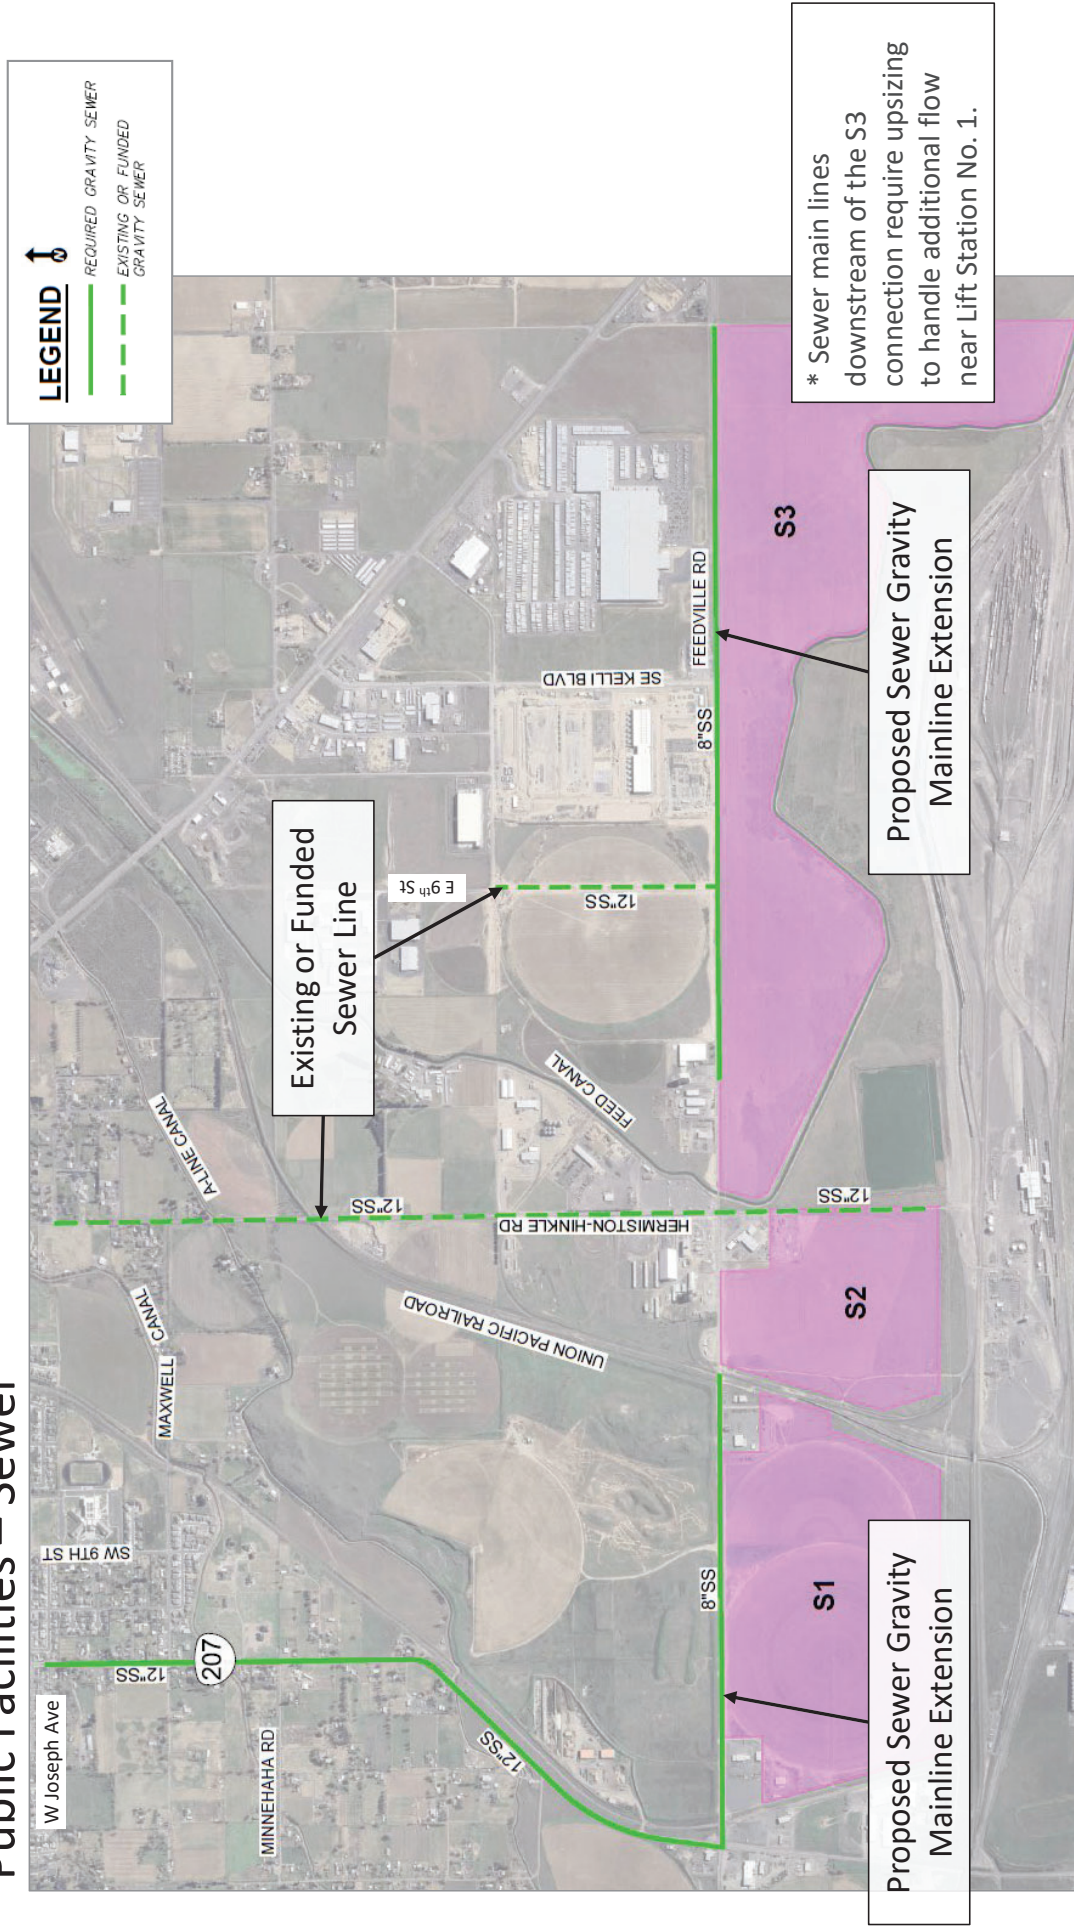 Public Facilities – Sewer
LEGEND
N
REQUIRED GRAVITY SEWER
EXISTING OR FUNDED
GRAVITY SEWER
W Joseph Ave
12"SS
207
SW 9TH ST
MINNEHAHA RD
MAXWELL
CANAL
A-LINE CANAL
Existing or Funded
Sewer Line
12"SS
E 9th St
12"SS
UNION PACIFIC RAILROAD
HERMISTON-HINKLE RD
FEED CANAL
12"SS
SE KELLI BLVD
FEEDVILLE RD
8"SS
8"SS
12"SS
S1
S2
S3
Proposed Sewer Gravity
Mainline Extension
Proposed Sewer Gravity
Mainline Extension
* Sewer main lines
downstream of the S3
connection require upsizing
to handle additional flow
near Lift Station No. 1.